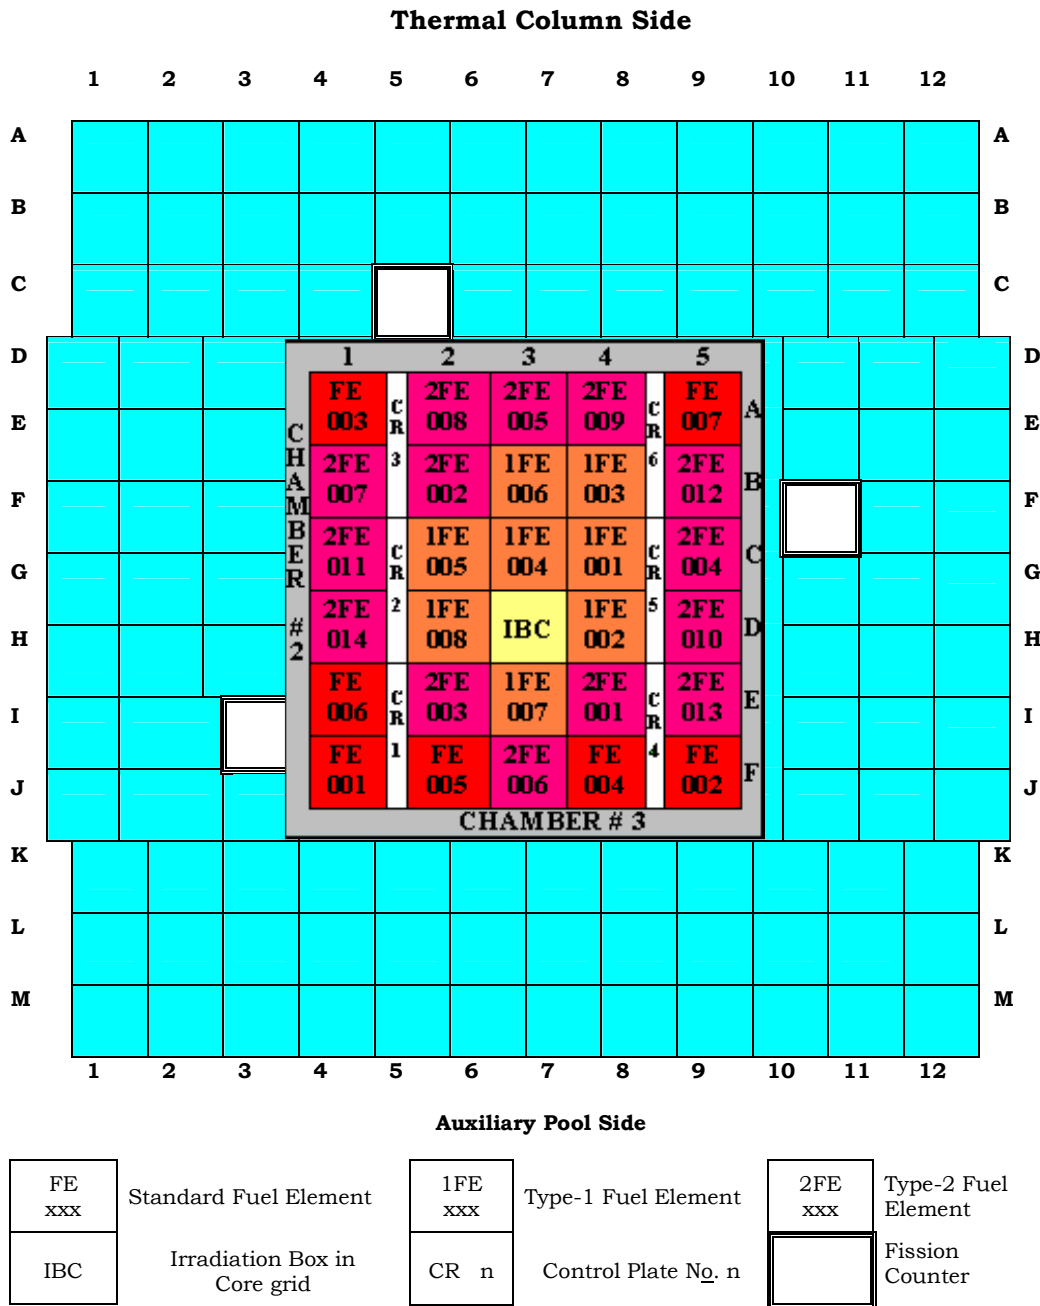 Thermal Column Side
1 2 3 4 5 6 7 8 9 10 11 12
A A
B B
C C
D D
E E
F F
G G
H H
I I
J J
K K
L L
M M
1 2 3 4 5
CHAMBER #2
FE 003
CR 3
2FE 008
2FE 005
2FE 009
CR 6
FE 007
A
2FE 007
2FE 002
1FE 006
1FE 003
2FE 012
B
2FE 011
CR 2
1FE 005
1FE 004
1FE 001
CR 5
2FE 004
C
2FE 014
1FE 008
IBC
1FE 002
2FE 010
D
FE 006
CR 1
2FE 003
1FE 007
2FE 001
CR 4
2FE 013
E
FE 001
FE 005
2FE 006
FE 004
FE 002
F
CHAMBER # 3
1 2 3 4 5 6 7 8 9 10 11 12
Auxiliary Pool Side
FE
xxx
Standard Fuel Element
1FE
xxx
Type-1 Fuel Element
2FE
xxx
Type-2 Fuel
Element
IBC
Irradiation Box in
Core grid
CR n
Control Plate No. n
Fission
Counter